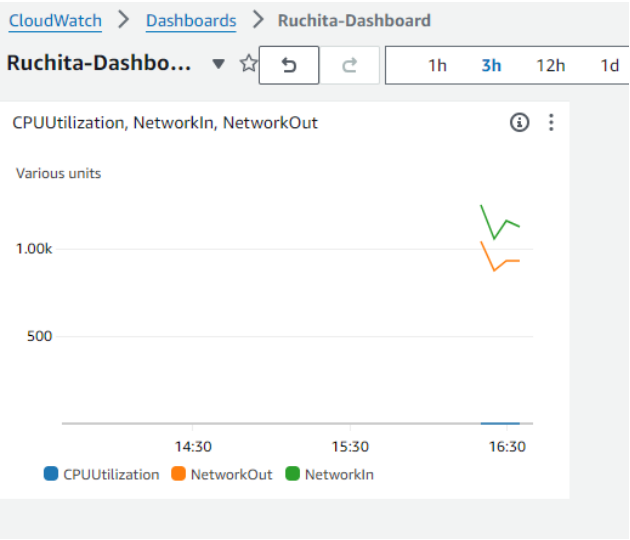 CloudWatch > Dashboards > Ruchita-Dashboard
Ruchita-Dashbo... 1h 3h 12h 1d
CPUUtilization, NetworkIn, NetworkOut
Various units
1.00k
500
14:30 15:30 16:30
CPUUtilization NetworkOut NetworkIn